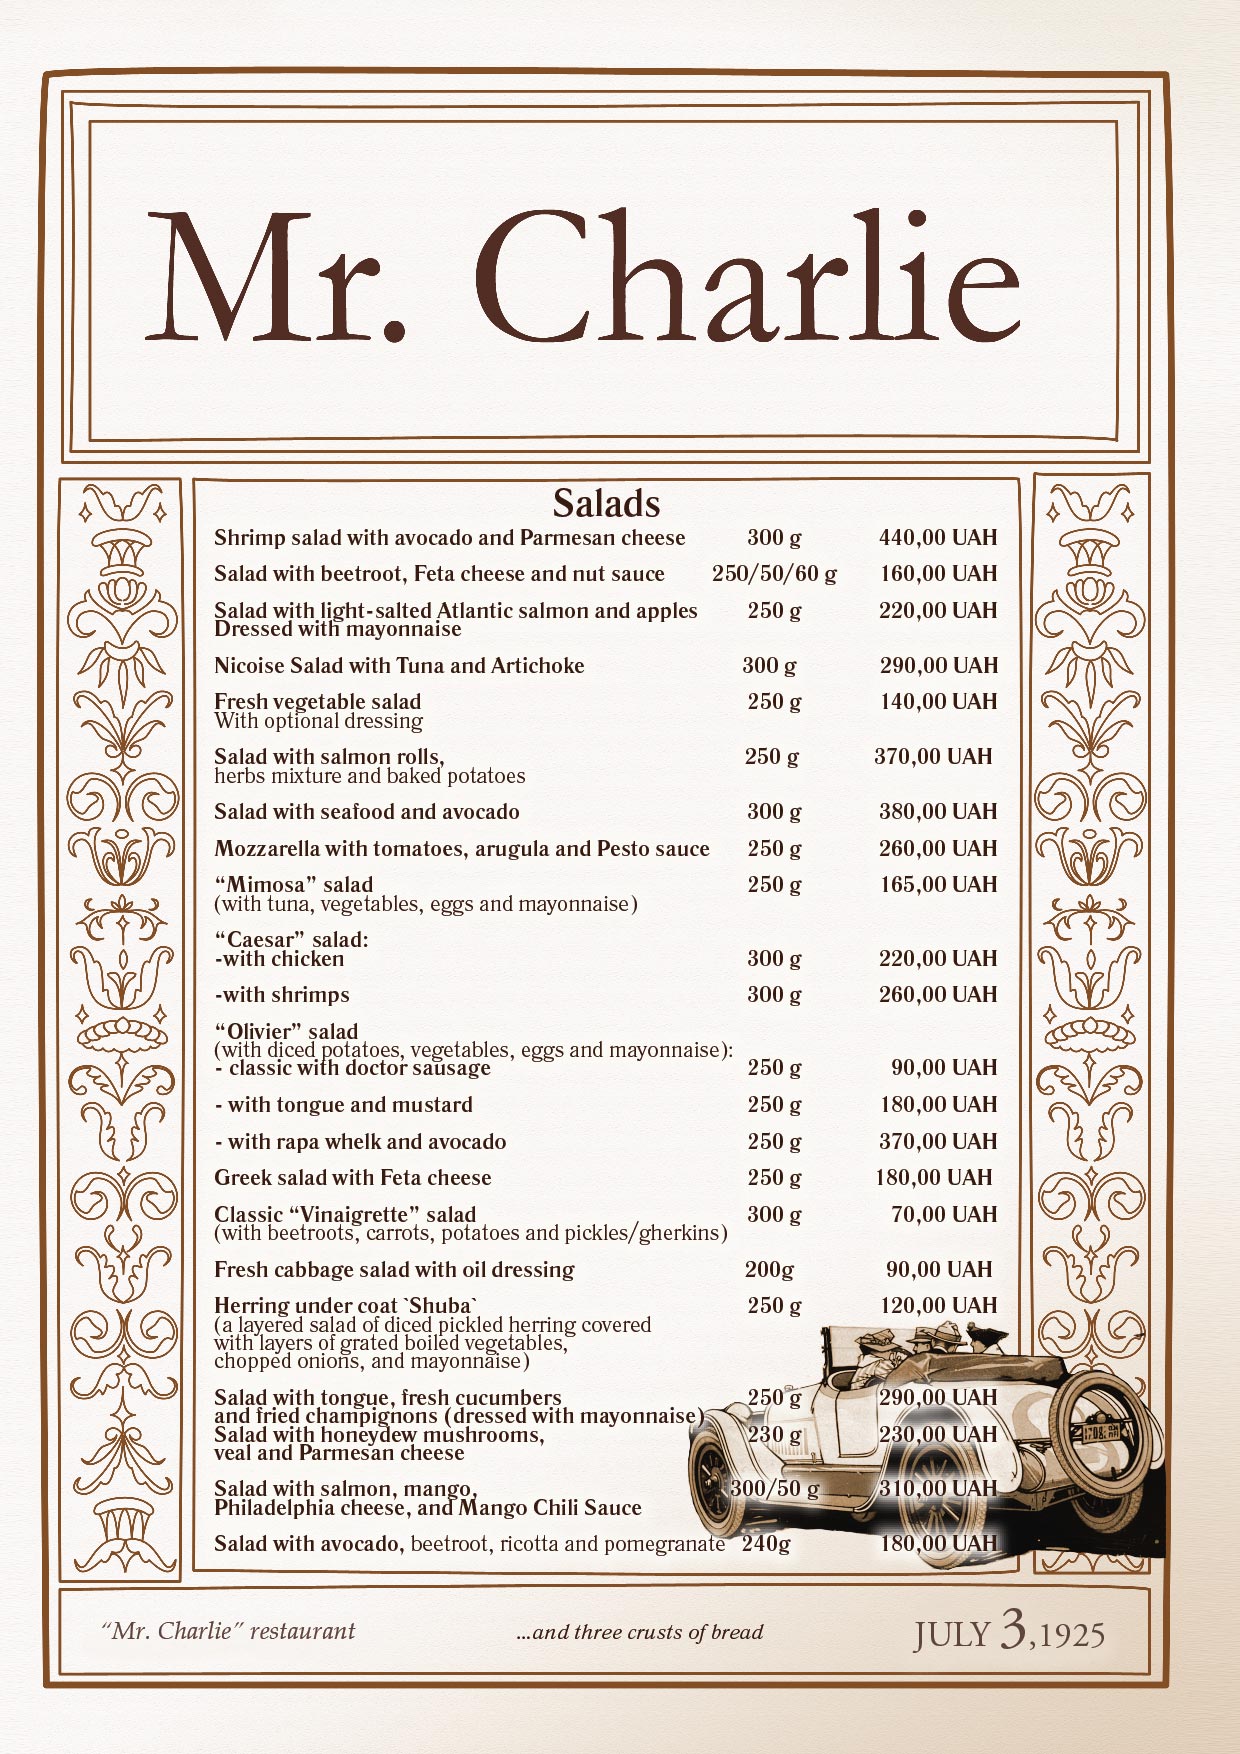 Mr. Charlie
Salads
Shrimp salad with avocado and Parmesan cheese 300 g 440,00 UAH
Salad with beetroot, Feta cheese and nut sauce 250/50/60 g 160,00 UAH
Salad with light-salted Atlantic salmon and apples 250 g 220,00 UAH
Dressed with mayonnaise
Nicoise Salad with Tuna and Artichoke 300 g 290,00 UAH
Fresh vegetable salad 250 g 140,00 UAH
With optional dressing
Salad with salmon rolls, 250 g 370,00 UAH
herbs mixture and baked potatoes
Salad with seafood and avocado 300 g 380,00 UAH
Mozzarella with tomatoes, arugula and Pesto sauce 250 g 260,00 UAH
“Mimosa” salad 250 g 165,00 UAH
(with tuna, vegetables, eggs and mayonnaise)
“Caesar” salad:
-with chicken 300 g 220,00 UAH
-with shrimps 300 g 260,00 UAH
“Olivier” salad
(with diced potatoes, vegetables, eggs and mayonnaise):
- classic with doctor sausage 250 g 90,00 UAH
- with tongue and mustard 250 g 180,00 UAH
- with rapa whelk and avocado 250 g 370,00 UAH
Greek salad with Feta cheese 250 g 180,00 UAH
Classic “Vinaigrette” salad 300 g 70,00 UAH
(with beetroots, carrots, potatoes and pickles/gherkins)
Fresh cabbage salad with oil dressing 200g 90,00 UAH
Herring under coat `Shuba` 250 g 120,00 UAH
(a layered salad of diced pickled herring covered
with layers of grated boiled vegetables,
chopped onions, and mayonnaise)
Salad with tongue, fresh cucumbers 250 g 290,00 UAH
and fried champignons (dressed with mayonnaise)
Salad with honeydew mushrooms, 230 g 230,00 UAH
veal and Parmesan cheese
Salad with salmon, mango, 300/50 g 310,00 UAH
Philadelphia cheese, and Mango Chili Sauce
Salad with avocado, beetroot, ricotta and pomegranate 240g 180,00 UAH
“Mr. Charlie” restaurant ...and three crusts of bread JULY 3,1925